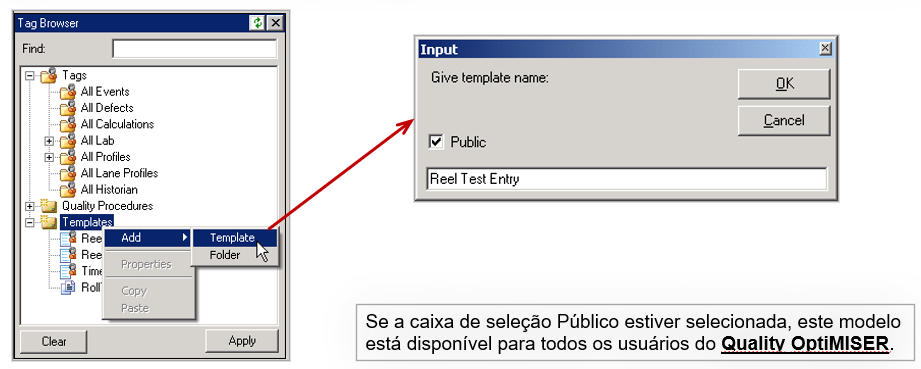 Tag Browser
Find:
Tags
All Events
All Defects
All Calculations
All Lab
All Profiles
All Lane Profiles
All Historian
Quality Procedures
Templates
Ree
Ree
Time
Roll
Add
Properties
Copy
Paste
Template
Folder
Clear
Apply
Input
Give template name:
OK
Cancel
Public
Reel Test Entry
Se a caixa de seleção Público estiver selecionada, este modelo
está disponível para todos os usuários do Quality OptiMISER.